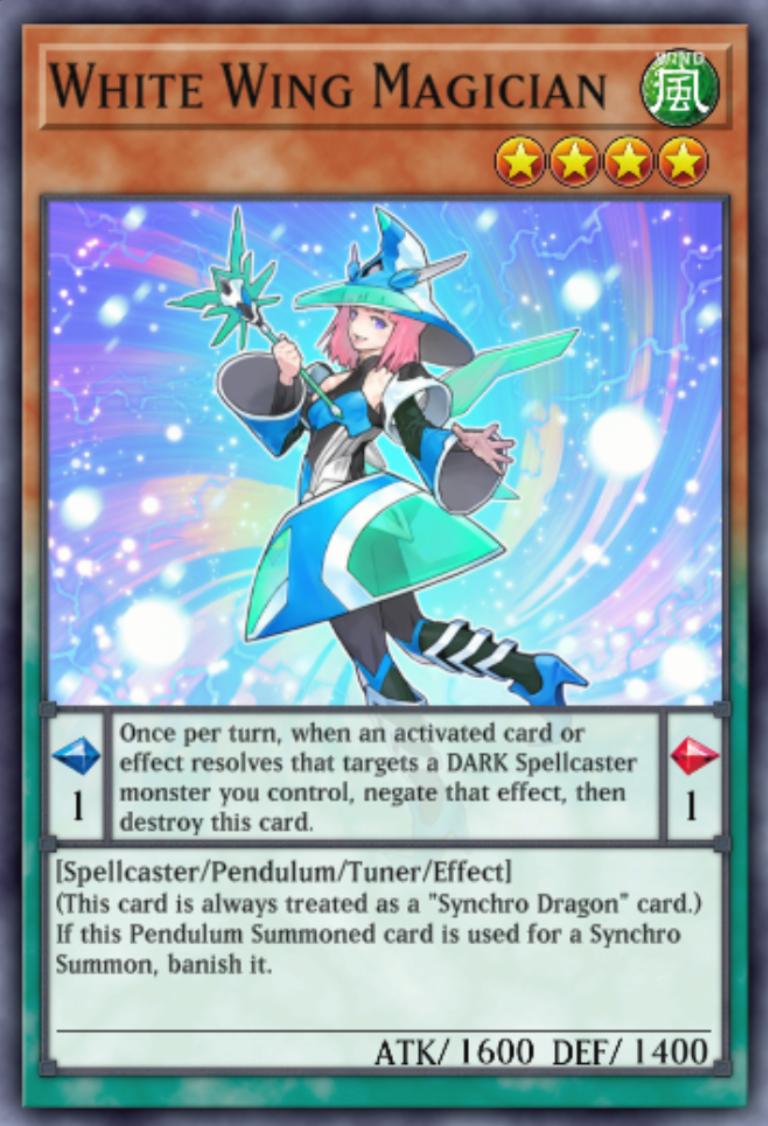 White Wing Magician
WIND
風
Once per turn, when an activated card or
effect resolves that targets a DARK Spellcaster
monster you control, negate that effect, then
destroy this card.
1
1
[Spellcaster/Pendulum/Tuner/Effect]
(This card is always treated as a "Synchro Dragon" card.)
If this Pendulum Summoned card is used for a Synchro
Summon, banish it.
ATK/ 1600 DEF/ 1400